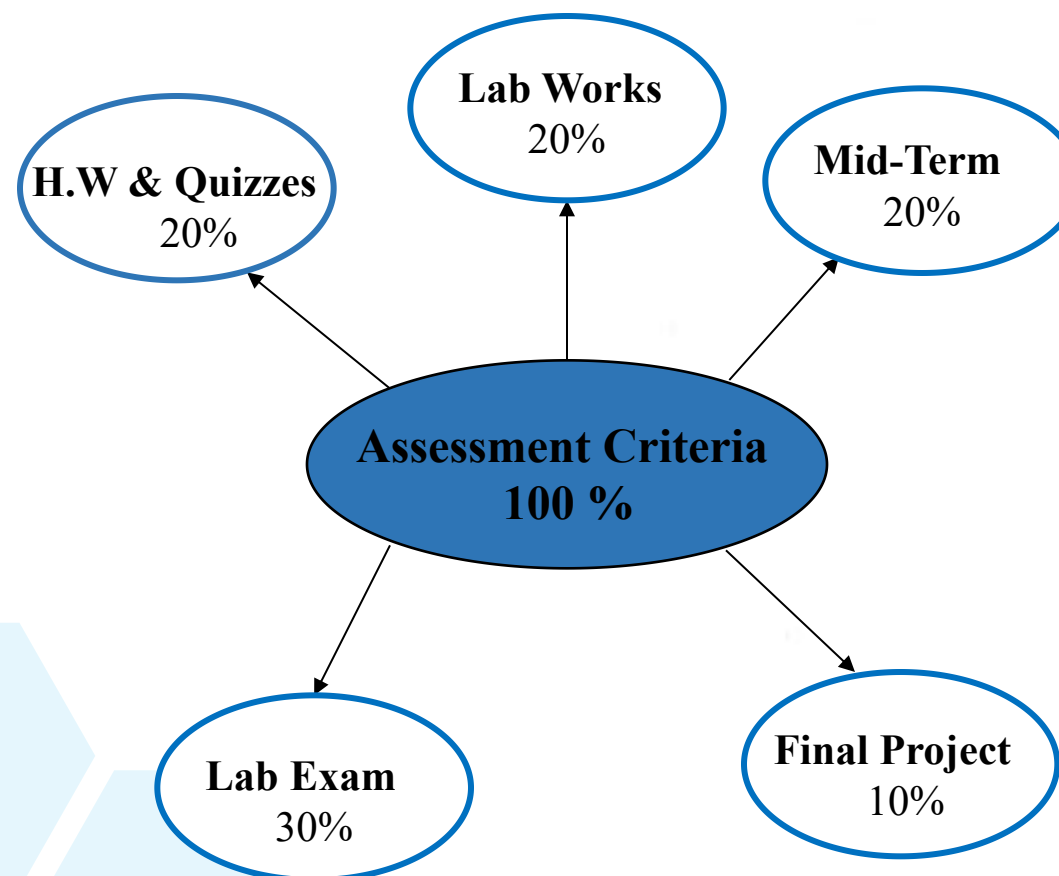 Lab Works
20%
H.W & Quizzes
20%
Mid-Term
20%
Assessment Criteria
100 %
Lab Exam
30%
Final Project
10%